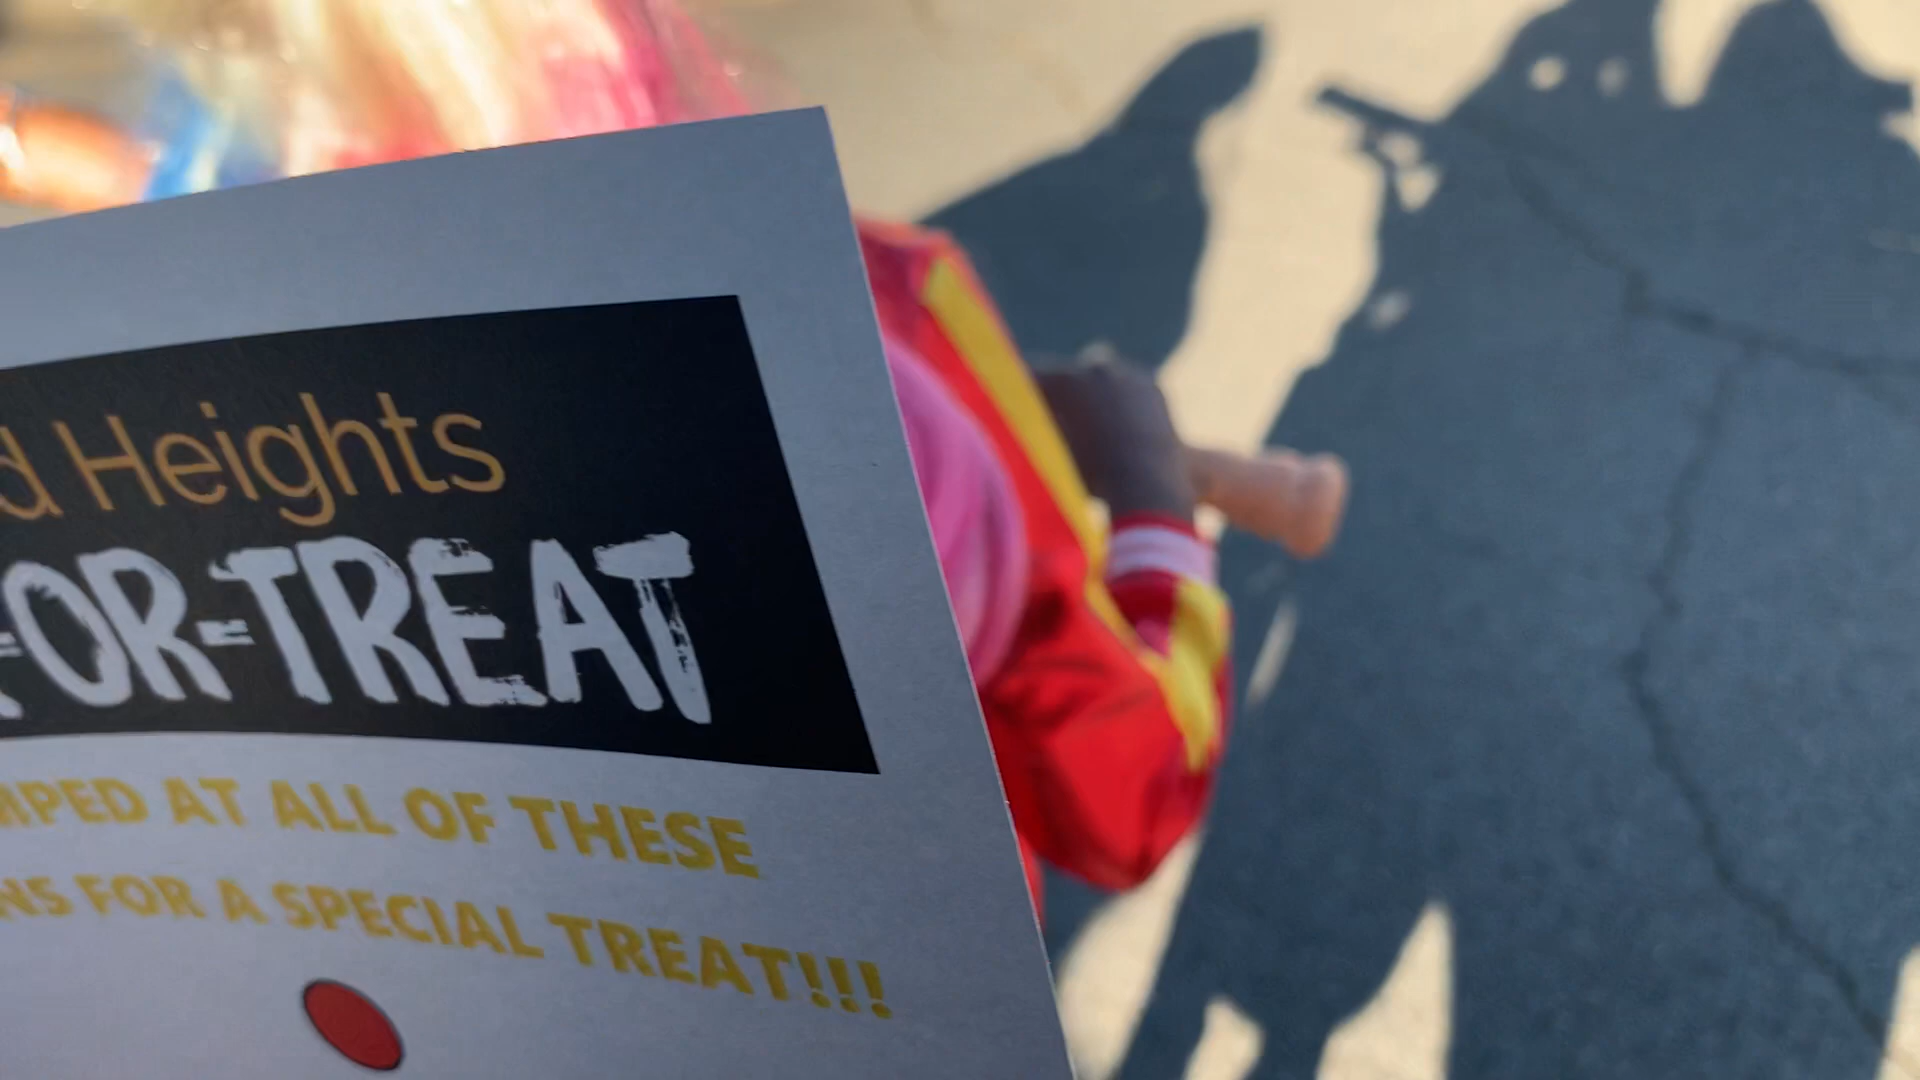 d Heights
-OR-TREAT
MPED AT ALL OF THESE
NS FOR A SPECIAL TREAT!!!